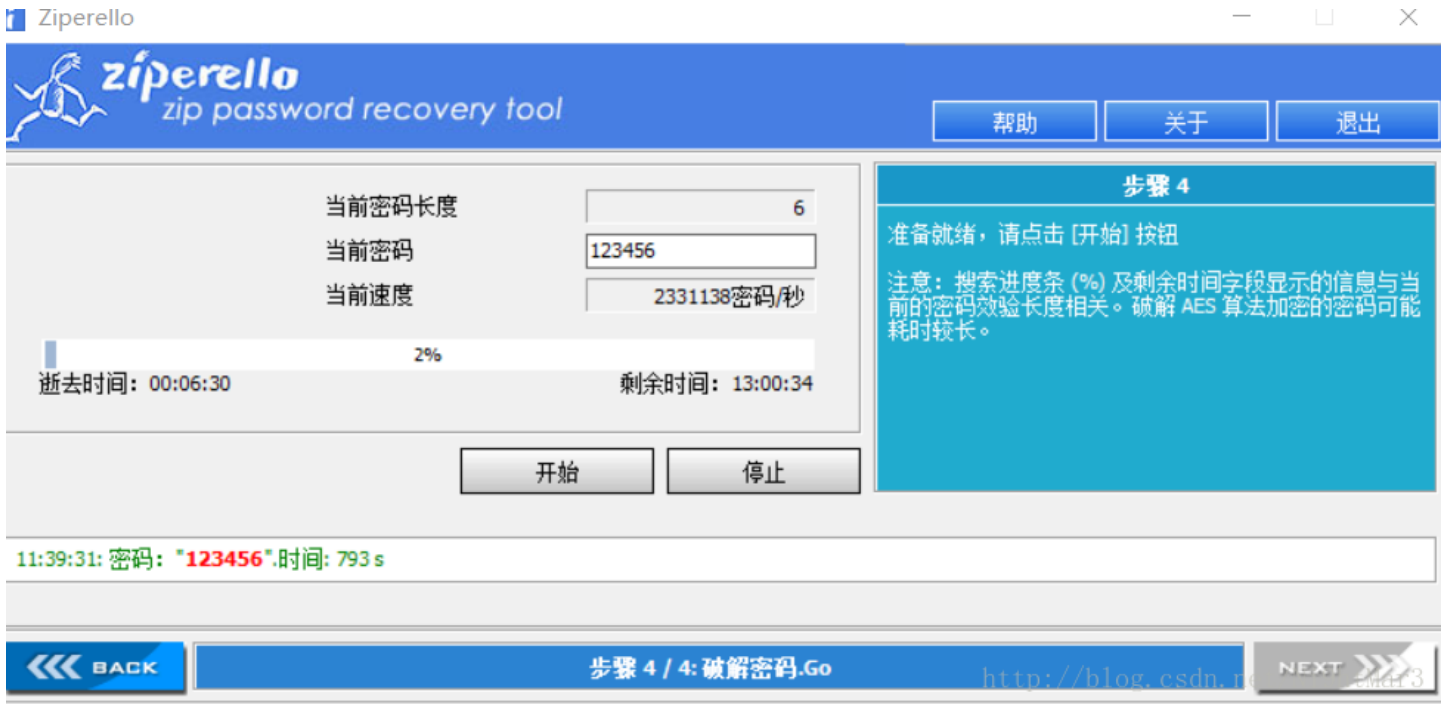 Ziperello
ziperello
zip password recovery tool
帮助 关于 退出
当前密码长度 6
当前密码 123456
当前速度 2331138密码/秒
2%
逝去时间：00:06:30 剩余时间：13:00:34
开始 停止
步骤 4
准备就绪，请点击 [开始] 按钮
注意：搜索进度条 (%) 及剩余时间字段显示的信息与当
前的密码效验长度相关。破解 AES 算法加密的密码可能
耗时较长。
11:39:31: 密码："123456".时间: 793 s
BACK 步骤 4 / 4: 破解密码.Go NEXT
http://blog.csdn.